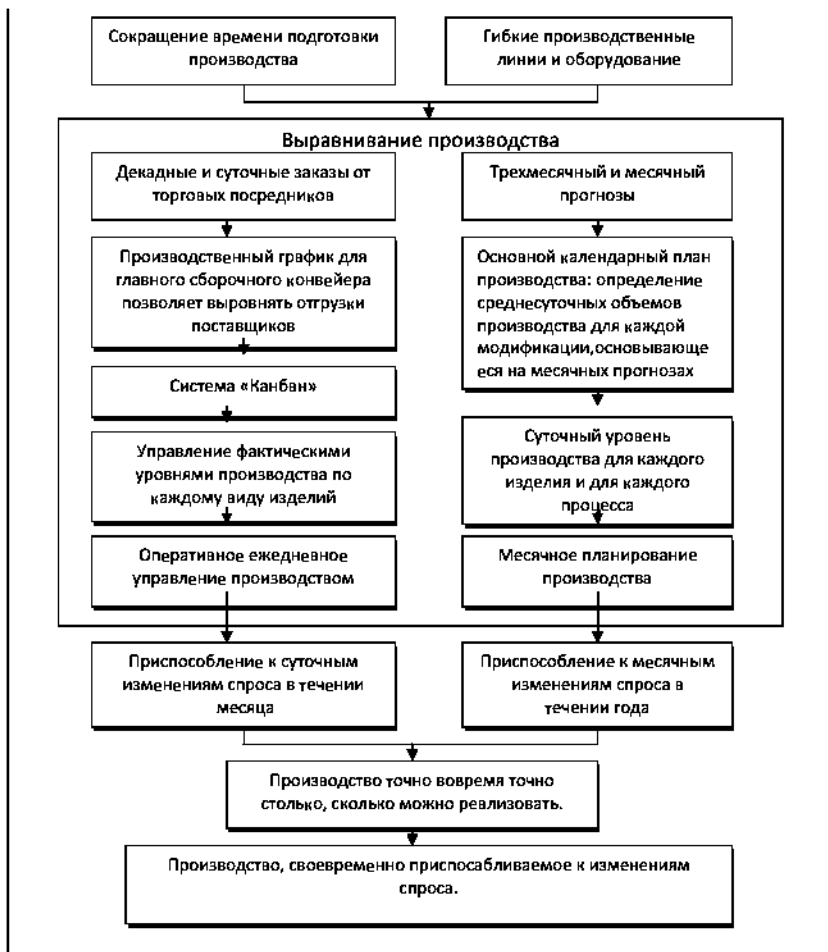 Сокращение времени подготовки
производства
Гибкие производственные
линии и оборудование
Выравнивание производства
Декадные и суточные заказы от
торговых посредников
Производственный график для
главного сборочного конвейера
позволяет выровнять отгрузки
поставщиков
Система «Канбан»
Управление фактическими
уровнями производства по
каждому виду изделий
Оперативное ежедневное
управление производством
Трехмесячный и месячный
прогнозы
Основной календарный план
производства: определение
среднесуточных объемов
производства для каждой
модификации,основывающе
еся на месячных прогнозах
Суточный уровень
производства для каждого
изделия и для каждого
процесса
Месячное планирование
производства
Приспособление к суточным
изменениям спроса в течении
месяца
Приспособление к месячным
изменениям спроса в
течении года
Производство точно вовремя точно
столько, сколько можно реализовать.
Производство, своевременно приспосабливаемое к изменениям
спроса.